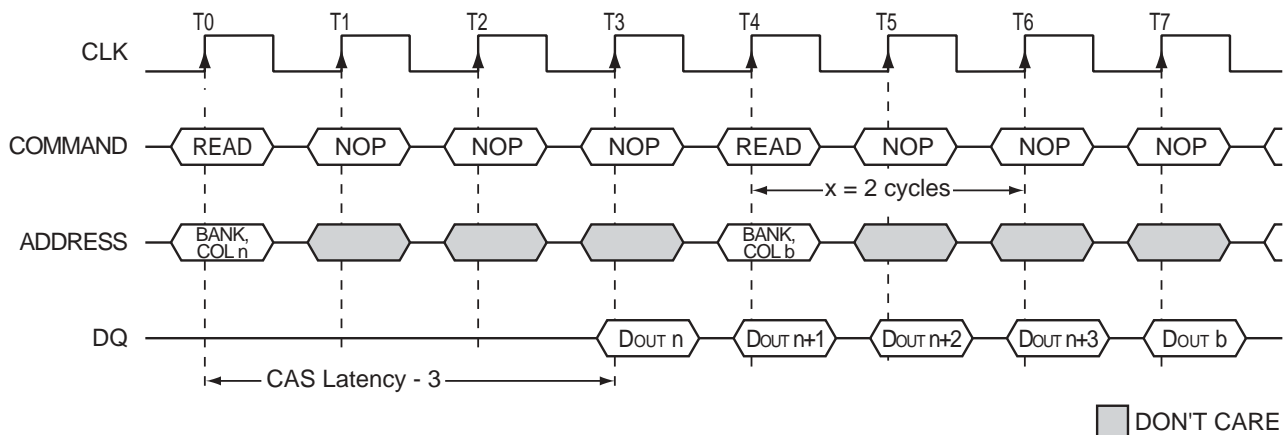 T0 T1 T2 T3 T4 T5 T6 T7
CLK
COMMAND READ NOP NOP NOP READ NOP NOP NOP
x = 2 cycles
ADDRESS BANK, COL n BANK, COL b
DQ DOUT n DOUT n+1 DOUT n+2 DOUT n+3 DOUT b
CAS Latency - 3
DON'T CARE